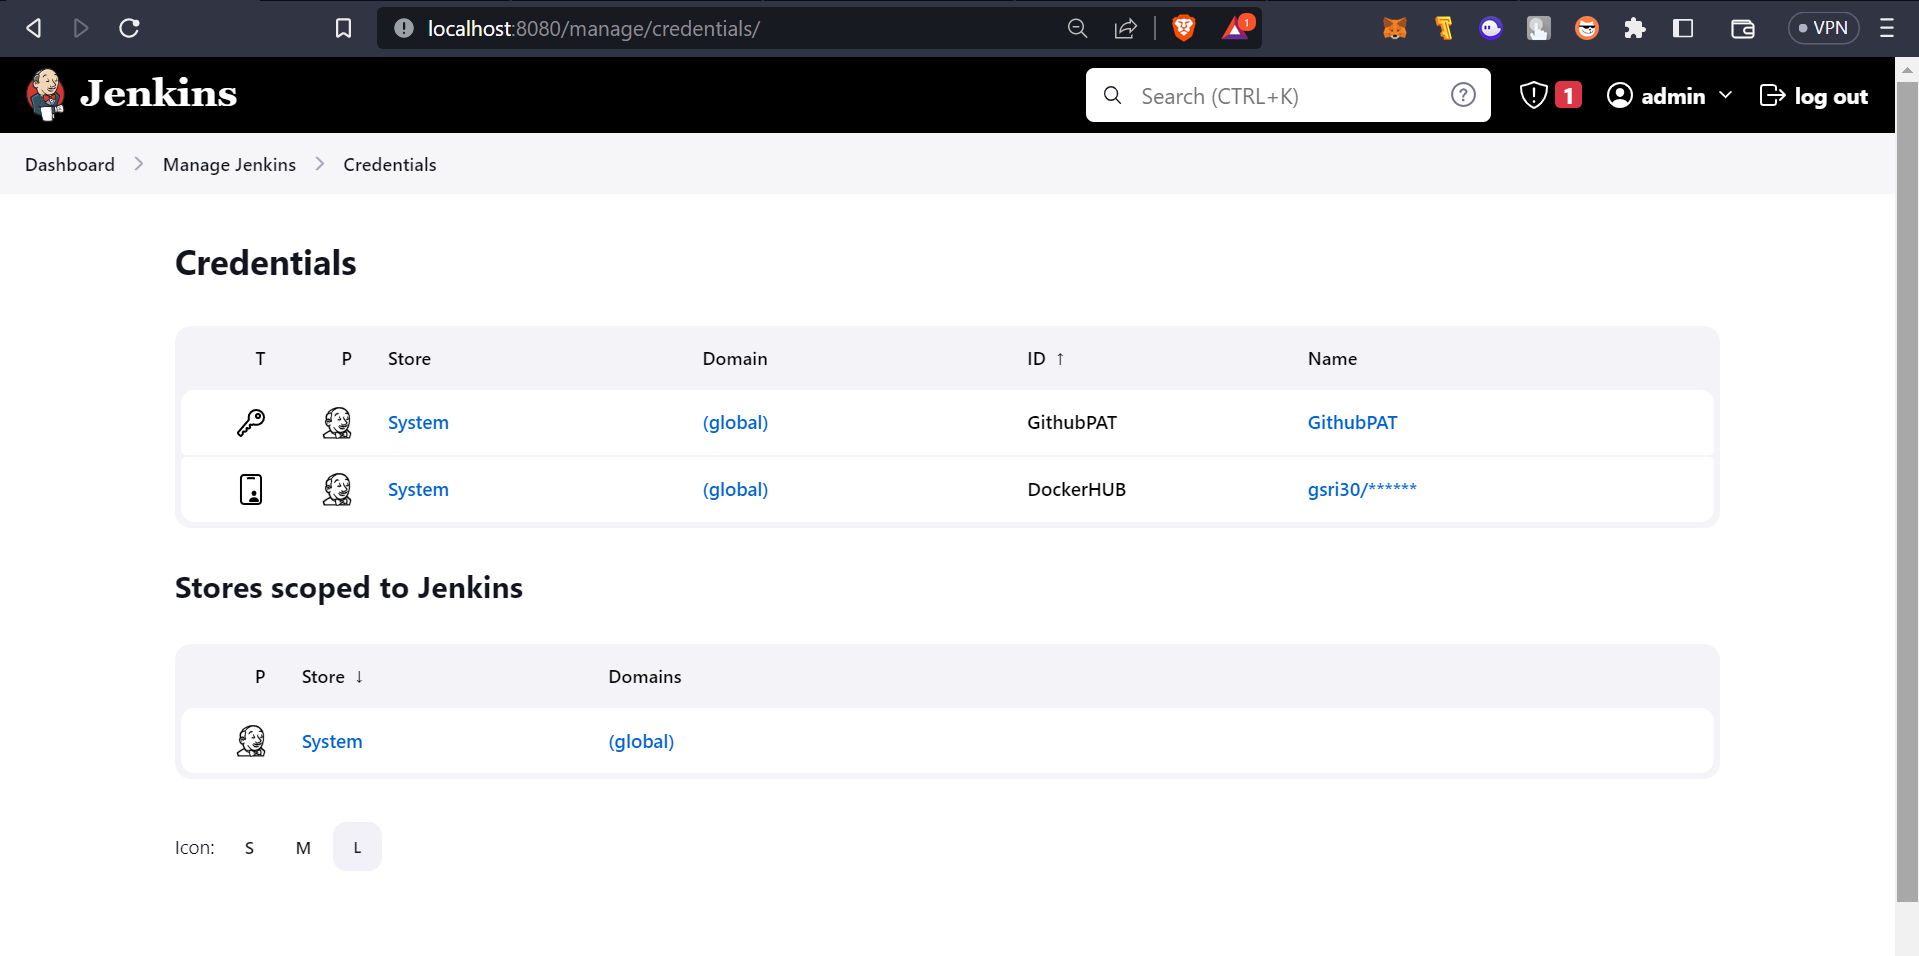 localhost:8080/manage/credentials/
1
VPN
Jenkins
Search (CTRL+K)
1
admin
log out
Dashboard
Manage Jenkins
Credentials
Credentials
T P Store Domain ID ↑ Name
System (global) GithubPAT GithubPAT
System (global) DockerHUB gsri30/******
Stores scoped to Jenkins
P Store ↓ Domains
System (global)
Icon: S M L